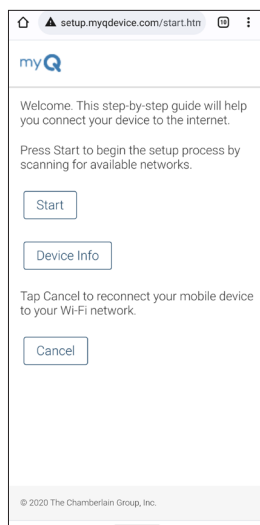 setup.myqdevice.com/start.htm
10
myQ
Welcome. This step-by-step guide will help
you connect your device to the internet.
Press Start to begin the setup process by
scanning for available networks.
Start
Device Info
Tap Cancel to reconnect your mobile device
to your Wi-Fi network.
Cancel
© 2020 The Chamberlain Group, Inc.